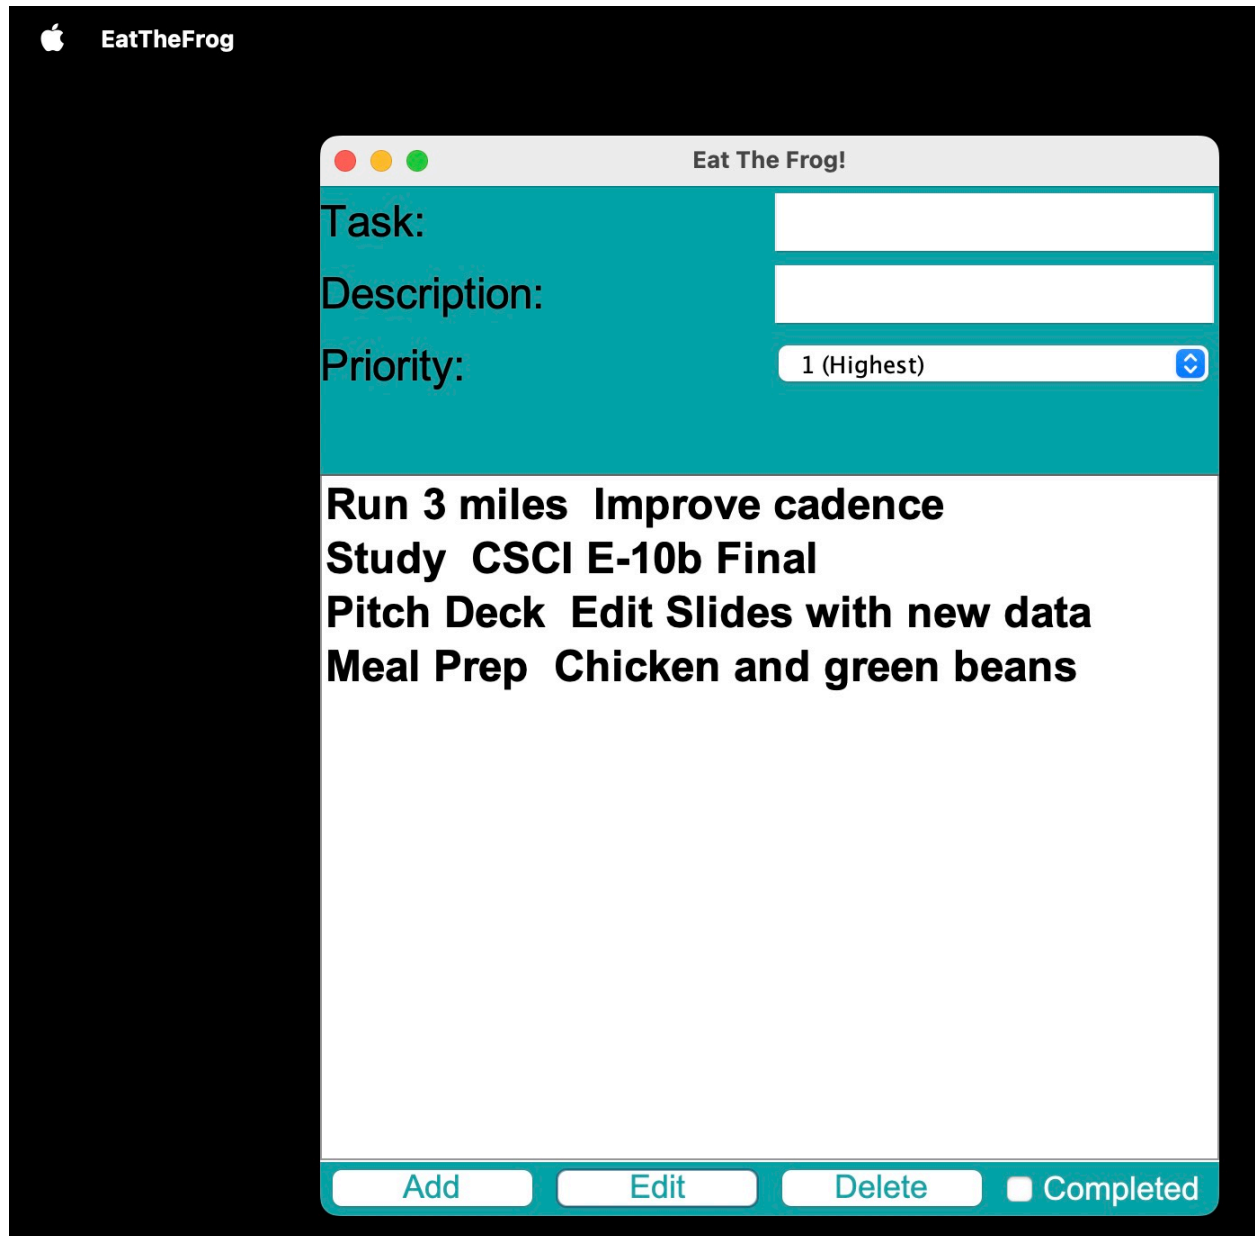 EatTheFrog
Eat The Frog!
Task:
Description:
Priority:
1 (Highest)
Run 3 miles  Improve cadence
Study  CSCI E-10b Final
Pitch Deck  Edit Slides with new data
Meal Prep  Chicken and green beans
Add
Edit
Delete
Completed